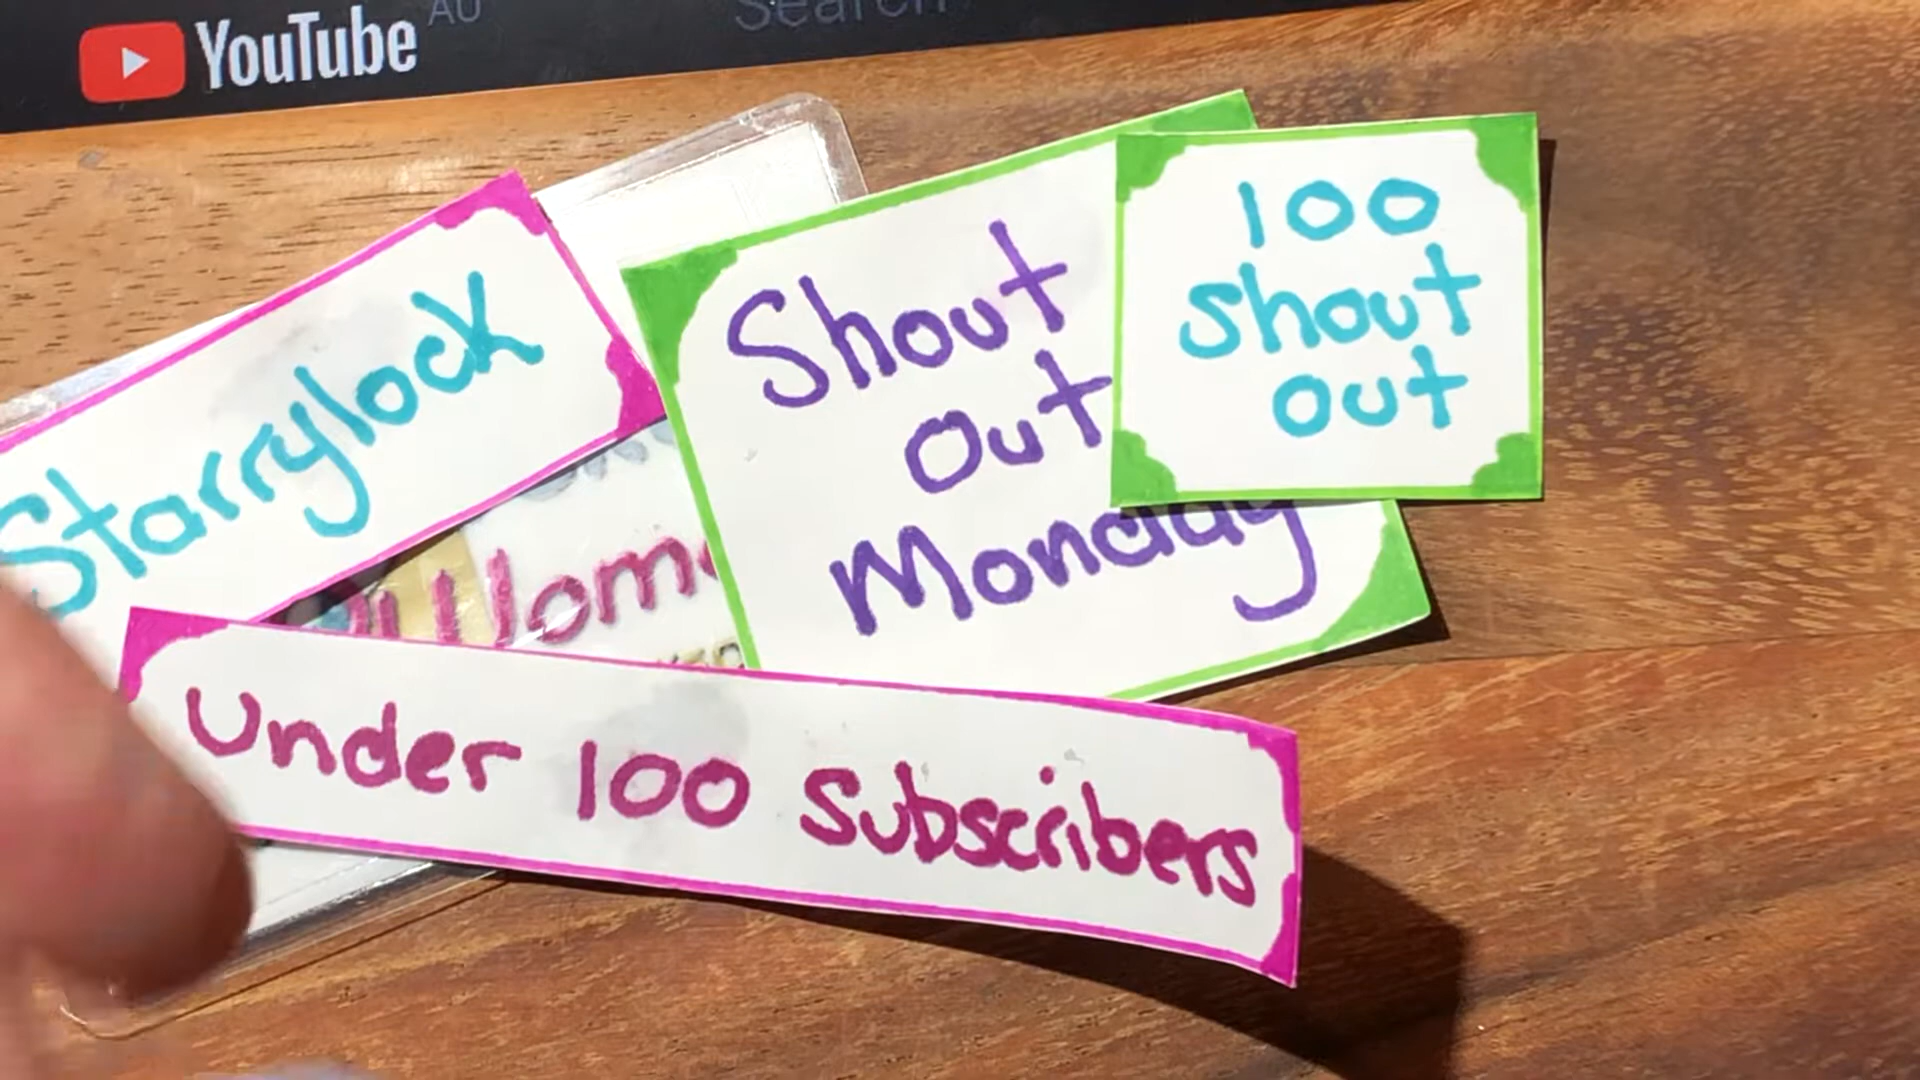 YouTube AU
Search
Starrylock
Shout
Out
Monday
100
shout
out
Under 100 Subscribers